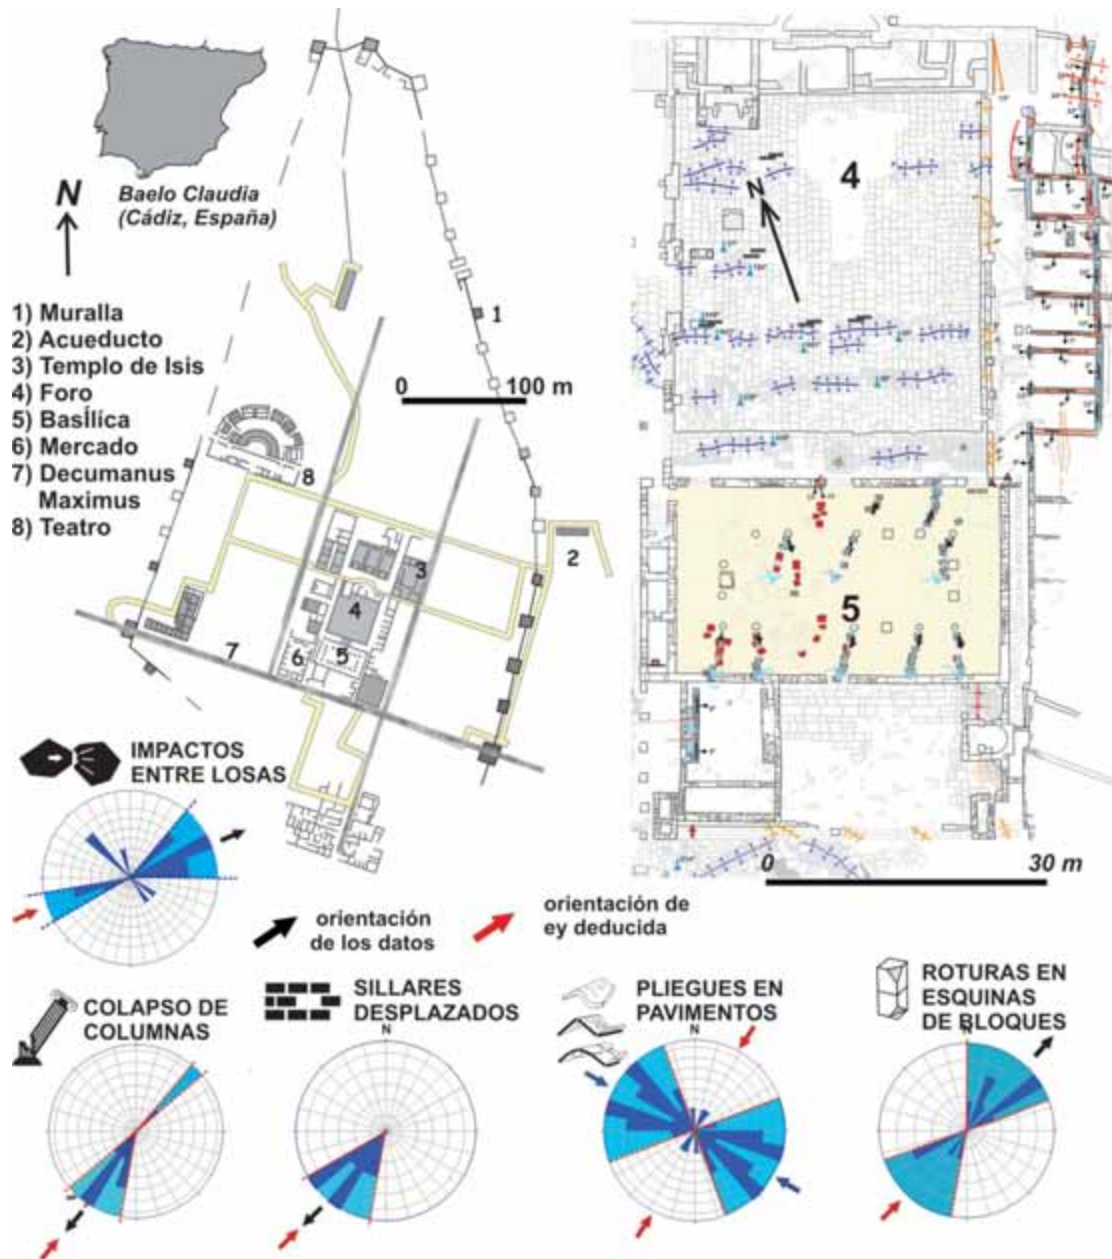 N
Baelo Claudia
(Cádiz, España)
1) Muralla
2) Acueducto
3) Templo de Isis
4) Foro
5) Basílica
6) Mercado
7) Decumanus
Maximus
8) Teatro
0 100 m
1
2
3
4
5
6
7
8
4
N
5
0 30 m
IMPACTOS
ENTRE LOSAS
orientación
de los datos
orientación de
ey deducida
COLAPSO DE
COLUMNAS
SILLARES
DESPLAZADOS
N
PLIEGUES EN
PAVIMENTOS
N
ROTURAS EN
ESQUINAS
DE BLOQUES
N